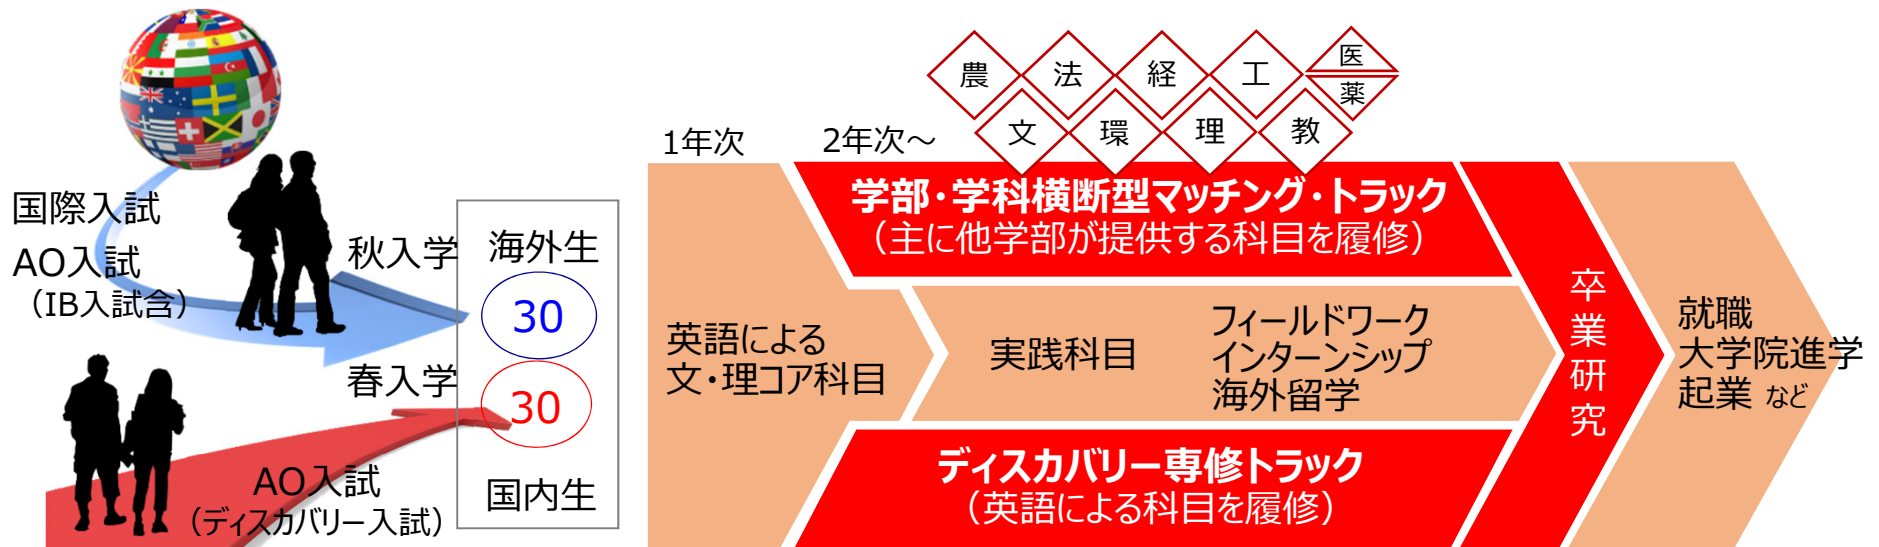 国際入試
AO入試
（IB入試含）
秋入学
海外生
30
春入学
30
国内生
AO入試
（ディスカバリー入試）
1年次
2年次～
農
法
経
工
医
薬
文
環
理
教
学部・学科横断型マッチング・トラック
（主に他学部が提供する科目を履修）
英語による
文・理コア科目
実践科目
フィールドワーク
インターンシップ
海外留学
ディスカバリー専修トラック
（英語による科目を履修）
卒業研究
就職
大学院進学
起業 など